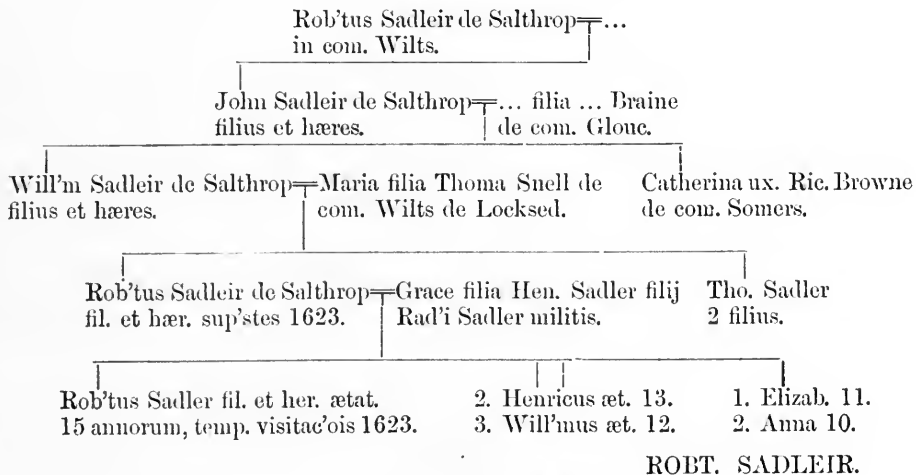 Rob'tus Sadleir de Salthrop=...
in com. Wilts.
John Sadleir de Salthrop=... filia ... Braine
filius et hæres. de com. Glouc.
Will'm Sadleir de Salthrop=Maria filia Thoma Snell de Catherina ux. Ric. Browne
filius et hæres. com. Wilts de Locksed. de com. Somers.
Rob'tus Sadleir de Salthrop=Grace filia Hen. Sadler filij Tho. Sadler
fil. et hær. sup'stes 1623. Rad'i Sadler militis. 2 filius.
Rob'tus Sadler fil. et her. ætat. 2. Henricus æt. 13. 1. Elizab. 11.
15 annorum, temp. visitac'ois 1623. 3. Will'mus æt. 12. 2. Anna 10.
ROBT. SADLEIR.